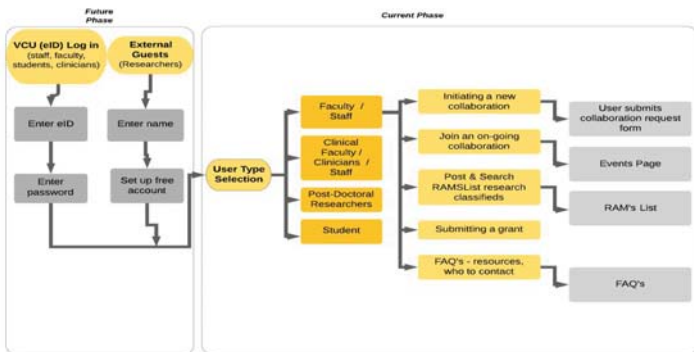 Future
Phase
Current Phase
VCU (eID) Log in
(staff, faculty,
students, clinicians)
External
Guests
(Researchers)
Enter eID
Enter name
Enter
password
Set up free
account
User Type
Selection
Faculty /
Staff
Clinical
Faculty /
Clinicians /
Staff
Post-Doctoral
Researchers
Student
Initiating a new
collaboration
Join an on-going
collaboration
Post & Search
RAMSList research
classifieds
Submitting a grant
FAQ's - resources,
who to contact
User submits
collaboration request
form
Events Page
RAM's List
FAQ's